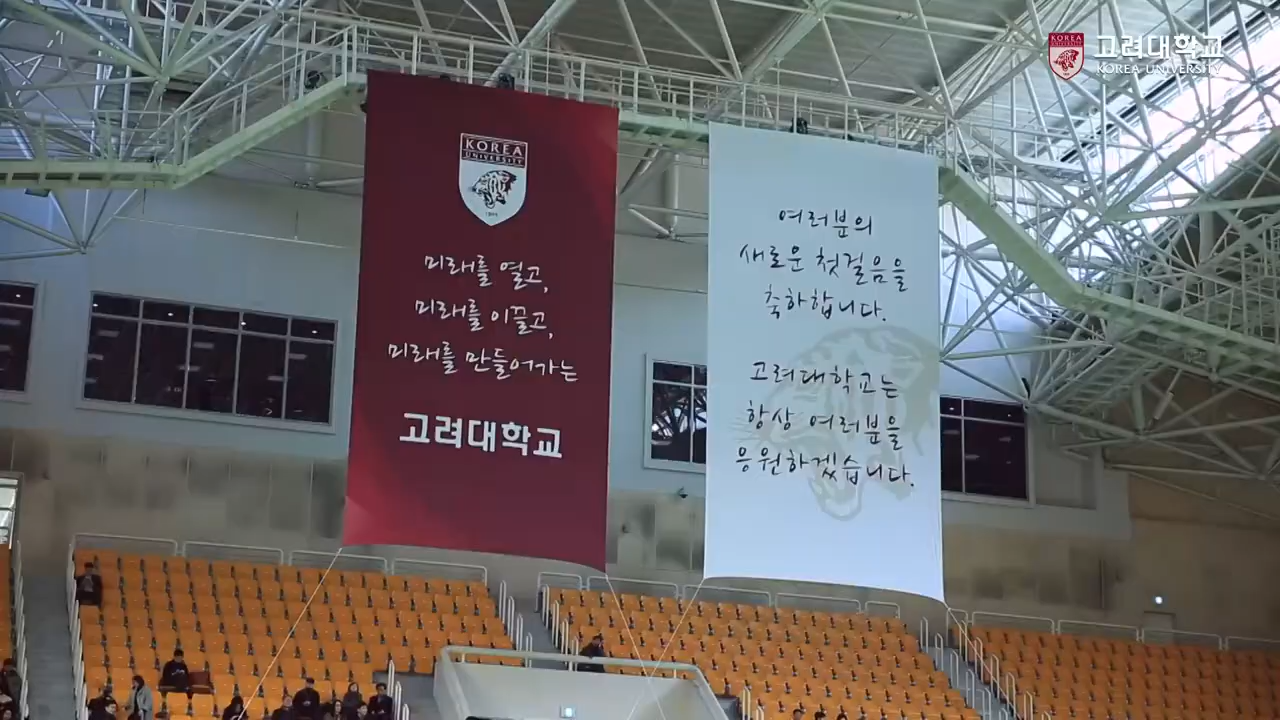 KOREA
UNIVERSITY
고려대학교
KOREA UNIVERSITY
KOREA
UNIVERSITY
1905
미래를 열고,
미래를 이끌고,
미래를 만들어가는
고려대학교
여러분의
새로운 첫걸음을
축하합니다.
고려대학교는
항상 여러분을
응원하겠습니다.